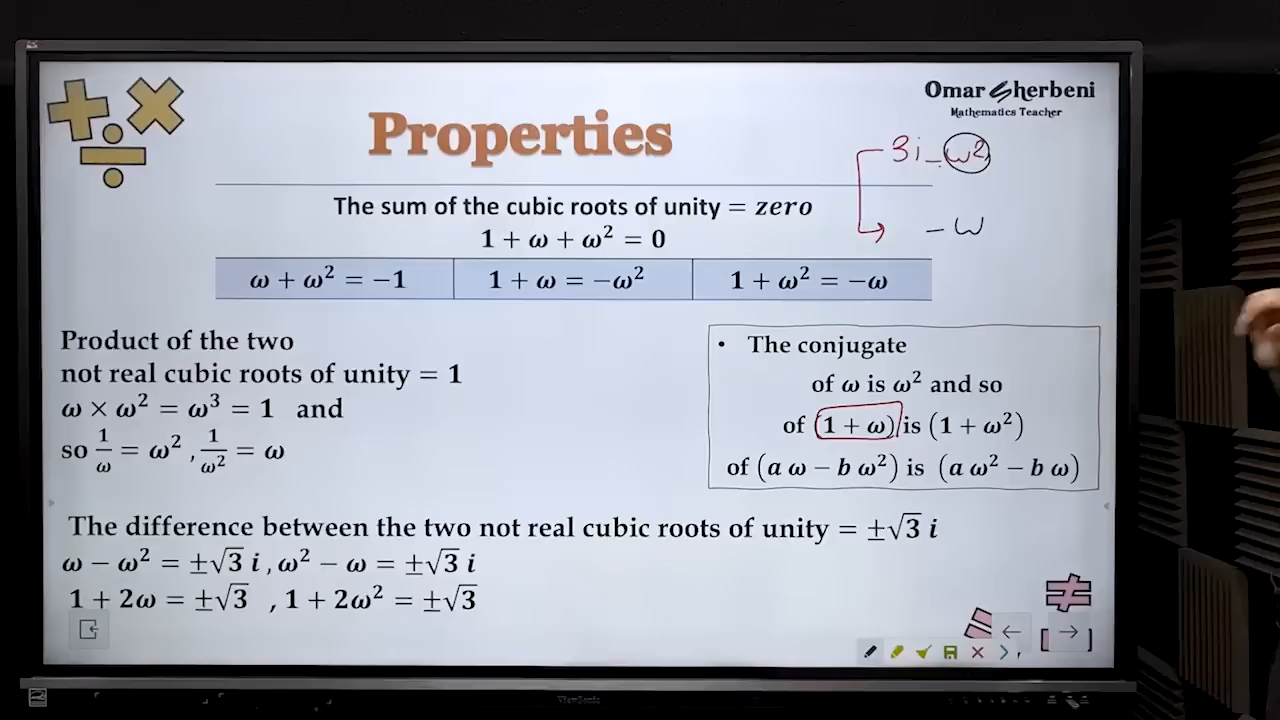 Omar Sherbeni
Mathematics Teacher
Properties
3i - ω2
- ω
The sum of the cubic roots of unity = zero
1 + ω + ω² = 0
ω + ω² = −1
1 + ω = −ω²
1 + ω² = −ω
Product of the two
not real cubic roots of unity = 1
ω × ω² = ω³ = 1 and
so 1/ω = ω² , 1/ω² = ω
• The conjugate
of ω is ω² and so
of (1 + ω) is (1 + ω²)
of (a ω − b ω²) is (a ω² − b ω)
The difference between the two not real cubic roots of unity = ±√3 i
ω − ω² = ±√3 i , ω² − ω = ±√3 i
1 + 2ω = ±√3 , 1 + 2ω² = ±√3
ViewSonic